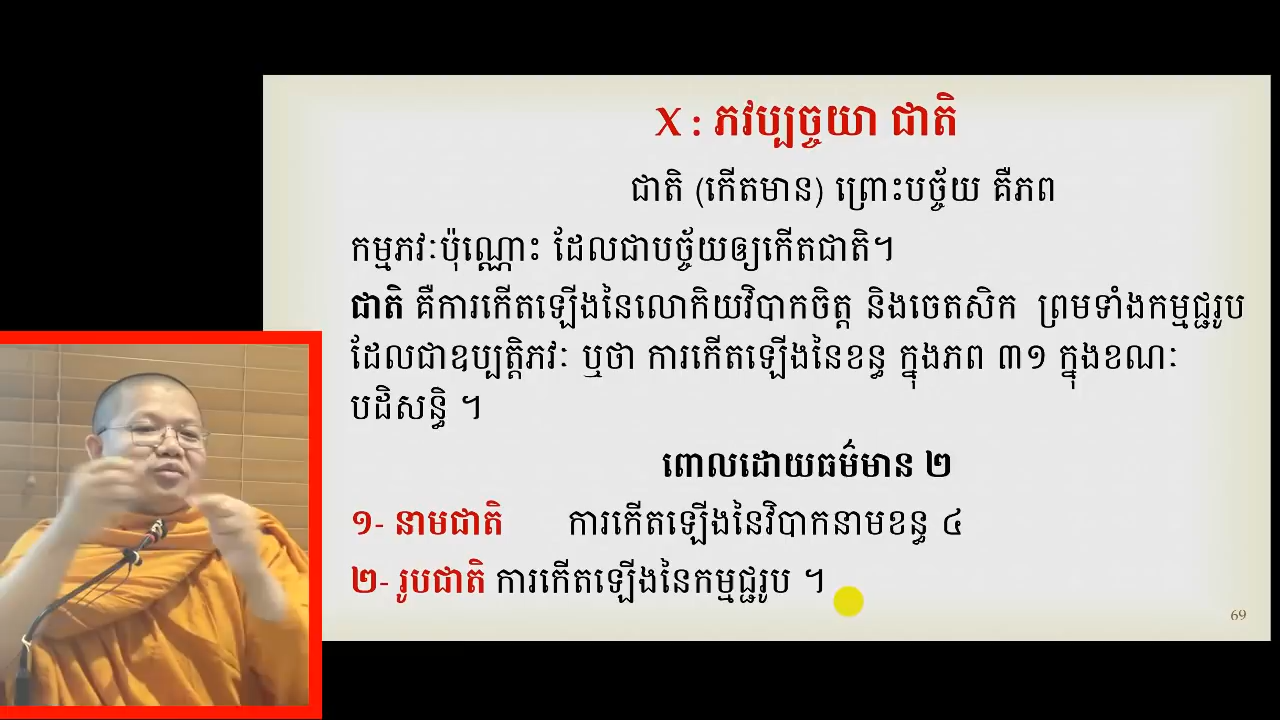 X : ភវប្បច្ចយា ជាតិ
ជាតិ (កើតមាន) ព្រោះបច្ច័យ គឺភព
កម្មភវៈប៉ុណ្ណោះ ដែលជាបច្ច័យឲ្យកើតជាតិ។
ជាតិ គឺការកើតឡើងនៃលោកិយវិបាកចិត្ត និងចេតសិក ព្រមទាំងកម្មជ្ជរូប
ដែលជាឧប្បត្តិភវៈ ឬថា ការកើតឡើងនៃខន្ធ ក្នុងភព ៣១ ក្នុងខណៈ
បដិសន្ធិ ។
ពោលដោយធម៌មាន ២
១- នាមជាតិ ការកើតឡើងនៃវិបាកនាមខន្ធ ៤
២- រូបជាតិ ការកើតឡើងនៃកម្មជ្ជរូប ។
69